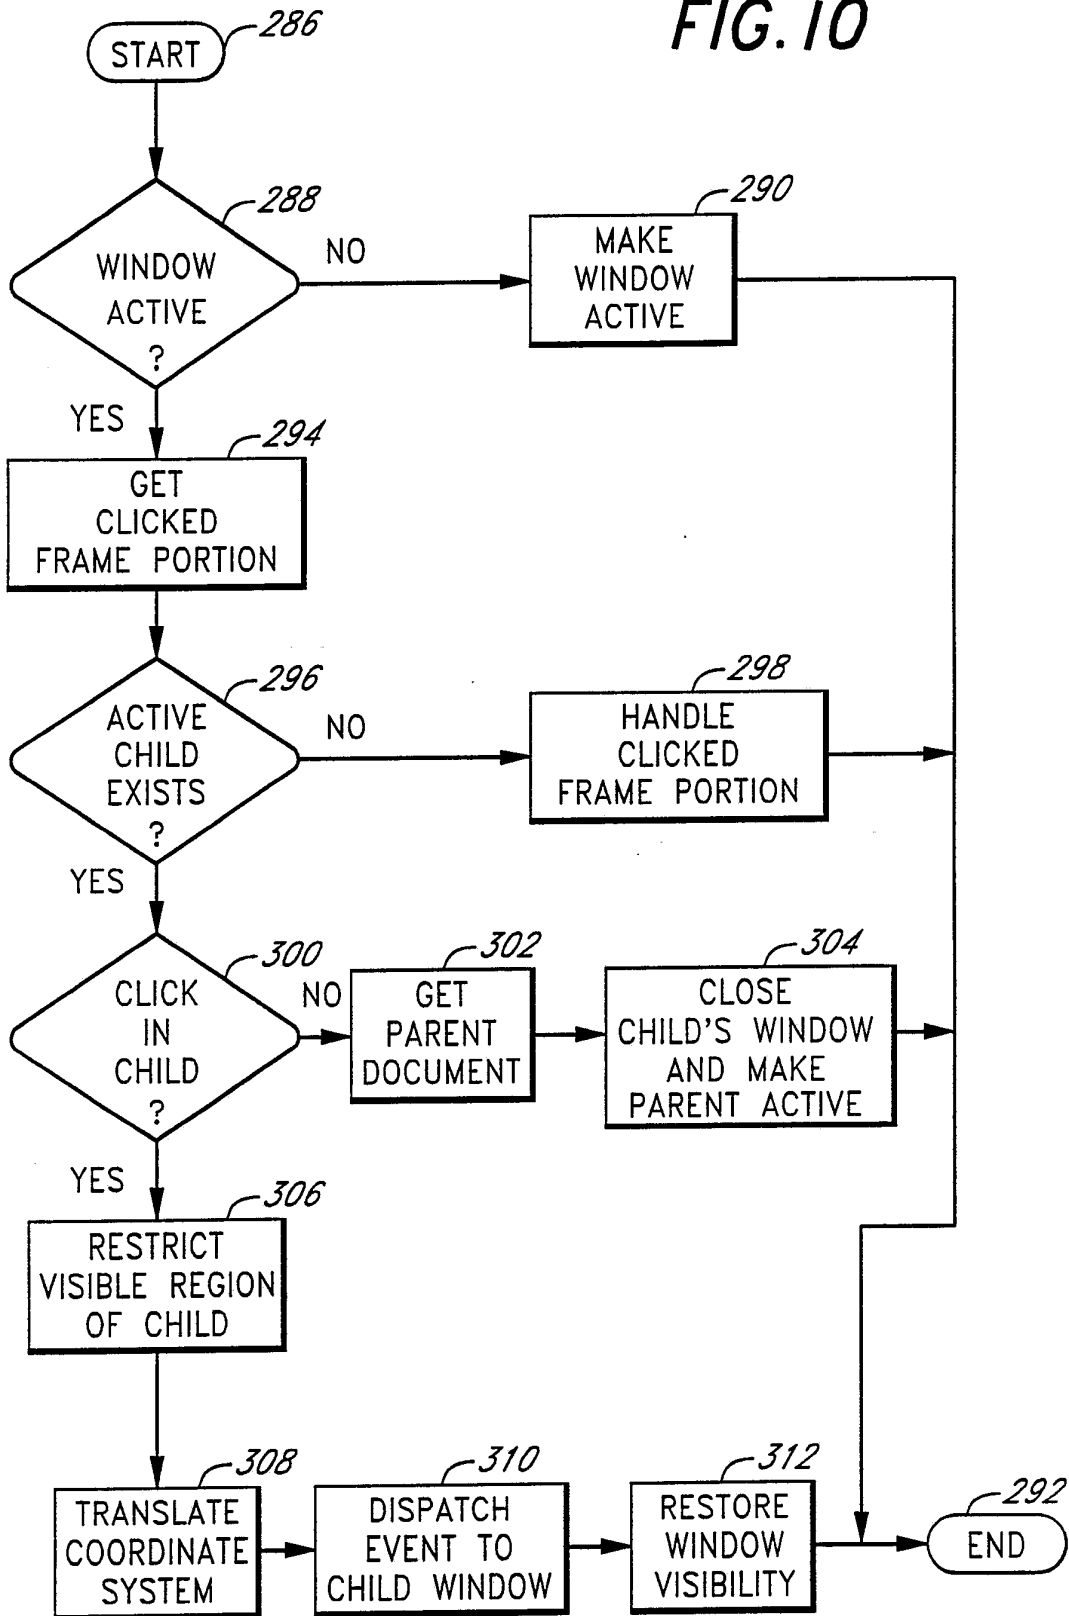 FIG. 10
286
START
288
WINDOW
ACTIVE
?
NO
290
MAKE
WINDOW
ACTIVE
YES
294
GET
CLICKED
FRAME PORTION
296
ACTIVE
CHILD
EXISTS
?
NO
298
HANDLE
CLICKED
FRAME PORTION
YES
300
CLICK
IN
CHILD
?
NO
302
GET
PARENT
DOCUMENT
304
CLOSE
CHILD'S WINDOW
AND MAKE
PARENT ACTIVE
YES
306
RESTRICT
VISIBLE REGION
OF CHILD
308
TRANSLATE
COORDINATE
SYSTEM
310
DISPATCH
EVENT TO
CHILD WINDOW
312
RESTORE
WINDOW
VISIBILITY
292
END